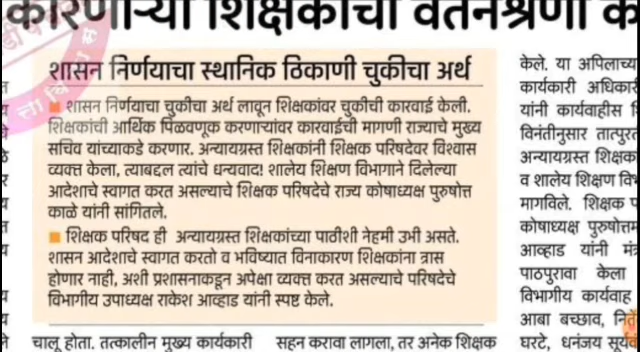 कारणाऱ्या शिक्षकांची वेतनश्रेणी क
शासन निर्णयाचा स्थानिक ठिकाणी चुकीचा अर्थ
■ शासन निर्णयाचा चुकीचा अर्थ लावून शिक्षकांवर चुकीची कारवाई केली.
शिक्षकांची आर्थिक पिळवणूक करणाऱ्यांवर कारवाईची मागणी राज्याचे मुख्य
सचिव यांच्याकडे करणार. अन्यायग्रस्त शिक्षकांनी शिक्षक परिषदेवर विश्वास
व्यक्त केला, त्याबद्दल त्यांचे धन्यवाद! शालेय शिक्षण विभागाने दिलेल्या
आदेशाचे स्वागत करत असल्याचे शिक्षक परिषदेचे राज्य कोषाध्यक्ष पुरुषोत्त
काळे यांनी सांगितले.
■ शिक्षक परिषद ही अन्यायग्रस्त शिक्षकांच्या पाठीशी नेहमी उभी असते.
शासन आदेशाचे स्वागत करतो व भविष्यात विनाकारण शिक्षकांना त्रास
होणार नाही, अशी प्रशासनाकडून अपेक्षा व्यक्त करत असल्याचे परिषदेचे
विभागीय उपाध्यक्ष राकेश आव्हाड यांनी स्पष्ट केले.
चालू होता. तत्कालीन मुख्य कार्यकारी
सहन करावा लागला, तर अनेक शिक्षक
केले. या अपिलाच्य
कार्यकारी अधिकार
यांनी कार्यवाहीस
विनंतीनुसार तात्पुरत
अन्यायग्रस्त शिक्षक
व शालेय शिक्षण विभ
मागविले. शिक्षक प
कोषाध्यक्ष पुरुषोत्तम
आव्हाड यांनी मं
पाठपुरावा केला
विभागीय कार्यवाह
आबा बच्छाव,
घरटे, धनंजय सूर्यव